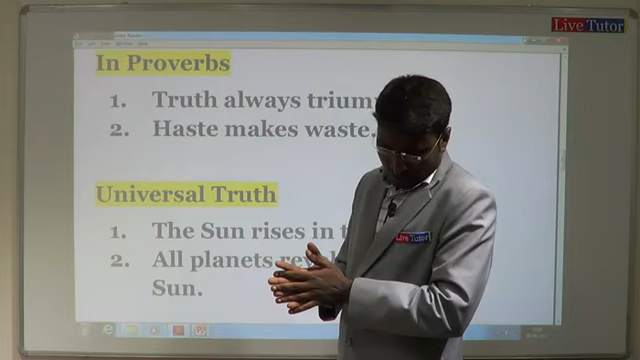 Live Tutor
In Proverbs
1. Truth always trium
2. Haste makes waste.
Universal Truth
1. The Sun rises in
Live Tutor
2. All planets
Sun.